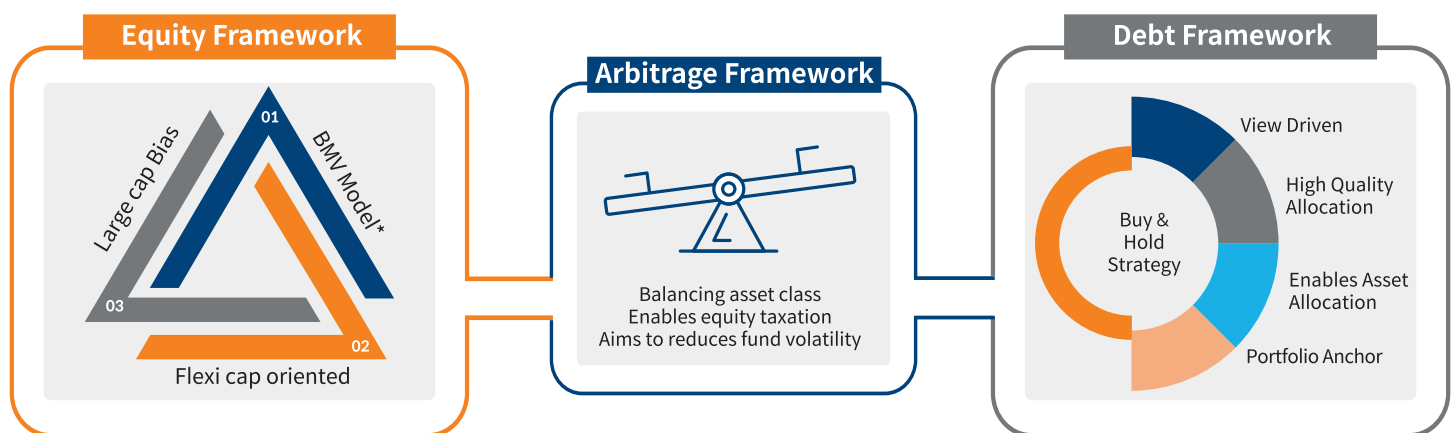 Equity Framework
01
BMV Model*
Large cap Bias
03
02
Flexi cap oriented
Arbitrage Framework
Balancing asset class
Enables equity taxation
Aims to reduces fund volatility
Debt Framework
View Driven
High Quality
Allocation
Buy &
Hold
Strategy
Enables Asset
Allocation
Portfolio Anchor